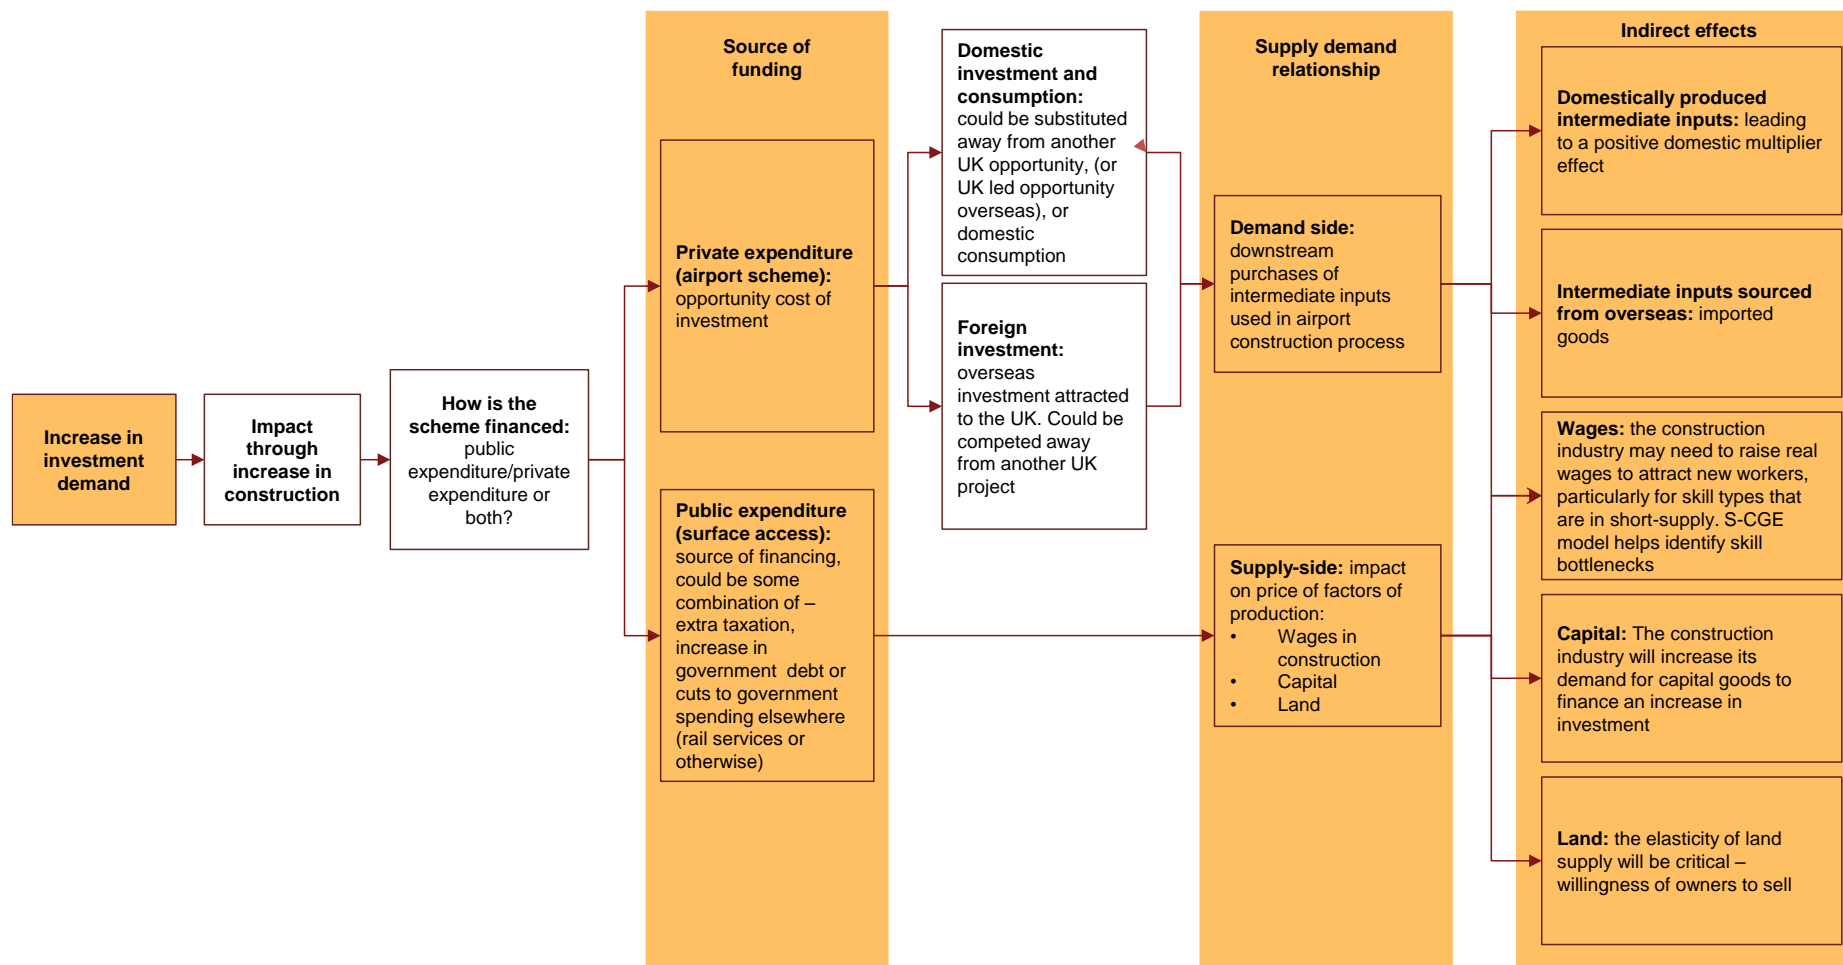 Increase in
investment
demand
Impact
through
increase in
construction
How is the
scheme financed:
public
expenditure/private
expenditure or
both?
Source of
funding
Private expenditure
(airport scheme):
opportunity cost of
investment
Public expenditure
(surface access):
source of financing,
could be some
combination of –
extra taxation,
increase in
government debt or
cuts to government
spending elsewhere
(rail services or
otherwise)
Domestic
investment and
consumption:
could be substituted
away from another
UK opportunity, (or
UK led opportunity
overseas), or
domestic
consumption
Foreign
investment:
overseas
investment attracted
to the UK. Could be
competed away
from another UK
project
Supply demand
relationship
Demand side:
downstream
purchases of
intermediate inputs
used in airport
construction process
Supply-side: impact
on price of factors of
production:
• Wages in
construction
• Capital
• Land
Indirect effects
Domestically produced
intermediate inputs: leading
to a positive domestic multiplier
effect
Intermediate inputs sourced
from overseas: imported
goods
Wages: the construction
industry may need to raise real
wages to attract new workers,
particularly for skill types that
are in short-supply. S-CGE
model helps identify skill
bottlenecks
Capital: The construction
industry will increase its
demand for capital goods to
finance an increase in
investment
Land: the elasticity of land
supply will be critical –
willingness of owners to sell